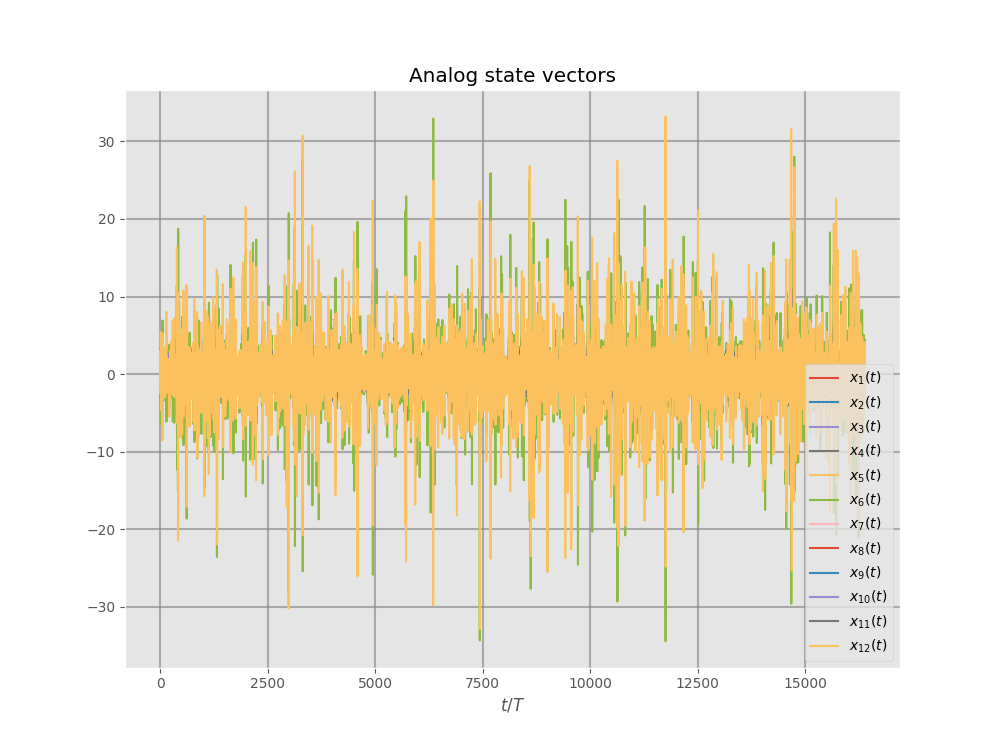 Analog state vectors
30
20
10
0
−10
−20
−30
0 2500 5000 7500 10000 12500 15000
t/T
x₁(t)
x₂(t)
x₃(t)
x₄(t)
x₅(t)
x₆(t)
x₇(t)
x₈(t)
x₉(t)
x₁₀(t)
x₁₁(t)
x₁₂(t)